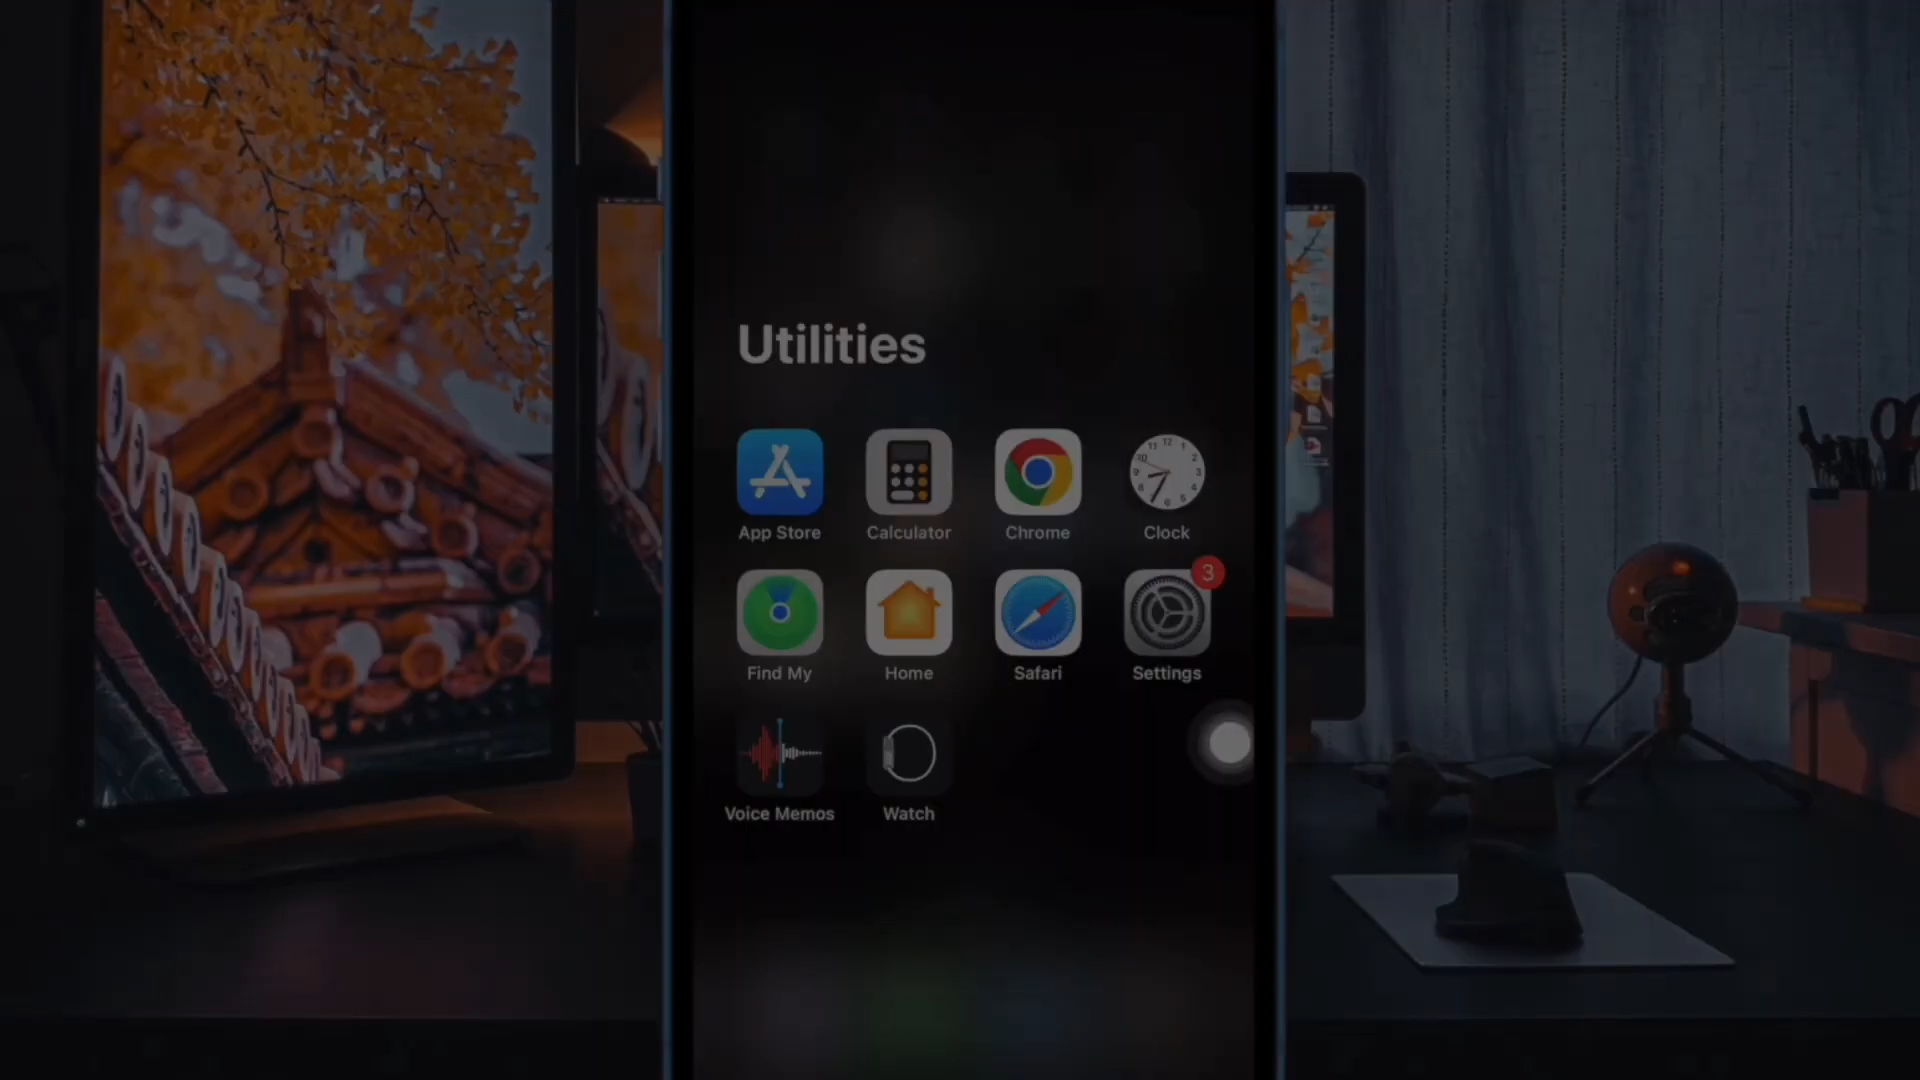 Utilities
App Store Calculator Chrome Clock
3
Find My Home Safari Settings
Voice Memos Watch